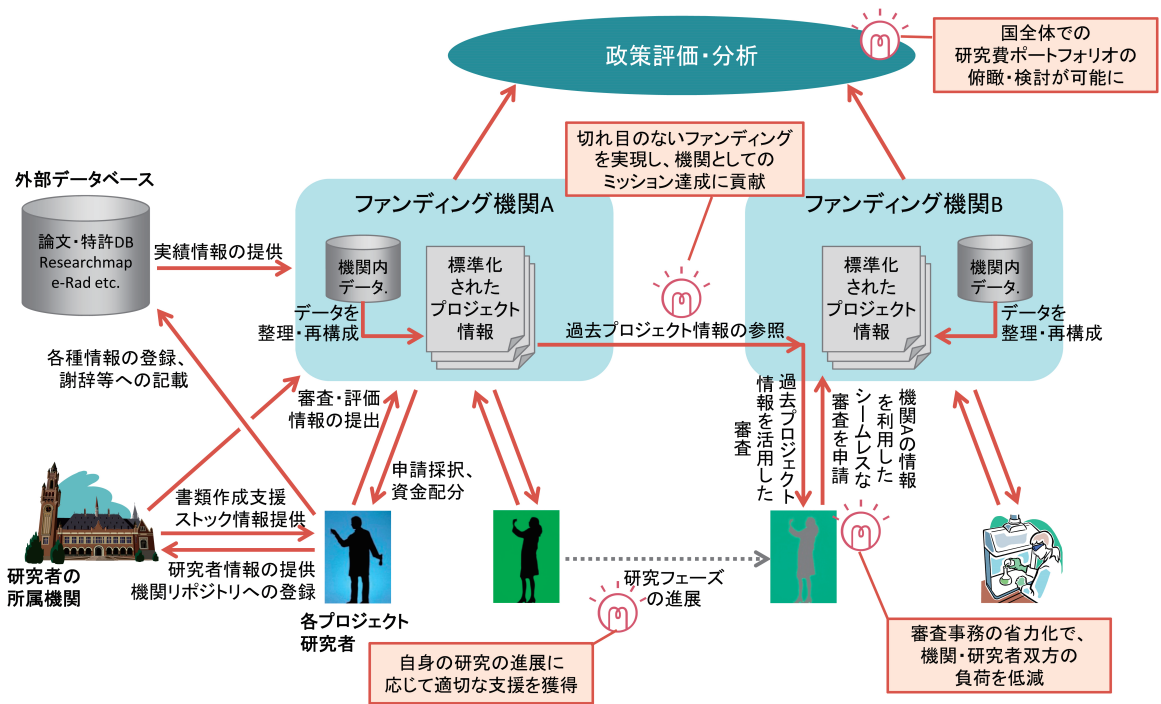 政策評価・分析
国全体での
研究費ポートフォリオの
俯瞰・検討が可能に
切れ目のないファンディング
を実現し、機関としての
ミッション達成に貢献
外部データベース
論文・特許DB
Researchmap
e-Rad etc.
実績情報の提供
ファンディング機関A
機関内
データ.
標準化
された
プロジェクト
情報
データを
整理・再構成
過去プロジェクト情報の参照
ファンディング機関B
標準化
された
プロジェクト
情報
機関内
データ.
データを
整理・再構成
各種情報の登録、
謝辞等への記載
審査・評価
情報の提出
申請採択、
資金配分
過去プロジェクト
情報を活用した
審査
機関Aの情報
を利用した
シームレスな
審査を申請
書類作成支援
ストック情報提供
研究者情報の提供
機関リポジトリへの登録
研究者の
所属機関
各プロジェクト
研究者
研究フェーズ
の進展
自身の研究の進展に
応じて適切な支援を獲得
審査事務の省力化で、
機関・研究者双方の
負荷を低減